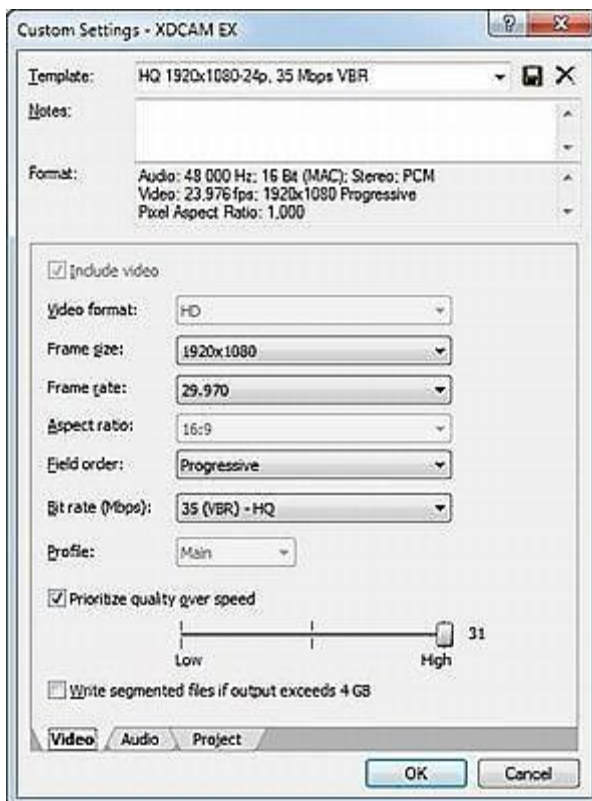 Custom Settings - XDCAM EX
Template: HQ 1920x1080-24p, 35 Mbps VBR
Notes:
Format: Audio: 48 000 Hz; 16 Bit (MAC); Stereo; PCM
Video: 23.976 fps; 1920x1080 Progressive
Pixel Aspect Ratio: 1,000
Include video
Video format: HD
Frame size: 1920x1080
Frame rate: 29.970
Aspect ratio: 16:9
Field order: Progressive
Bit rate (Mbps): 35 (VBR) - HQ
Profile: Main
Prioritize quality over speed
31
Low High
Write segmented files if output exceeds 4 GB
Video Audio Project
OK Cancel